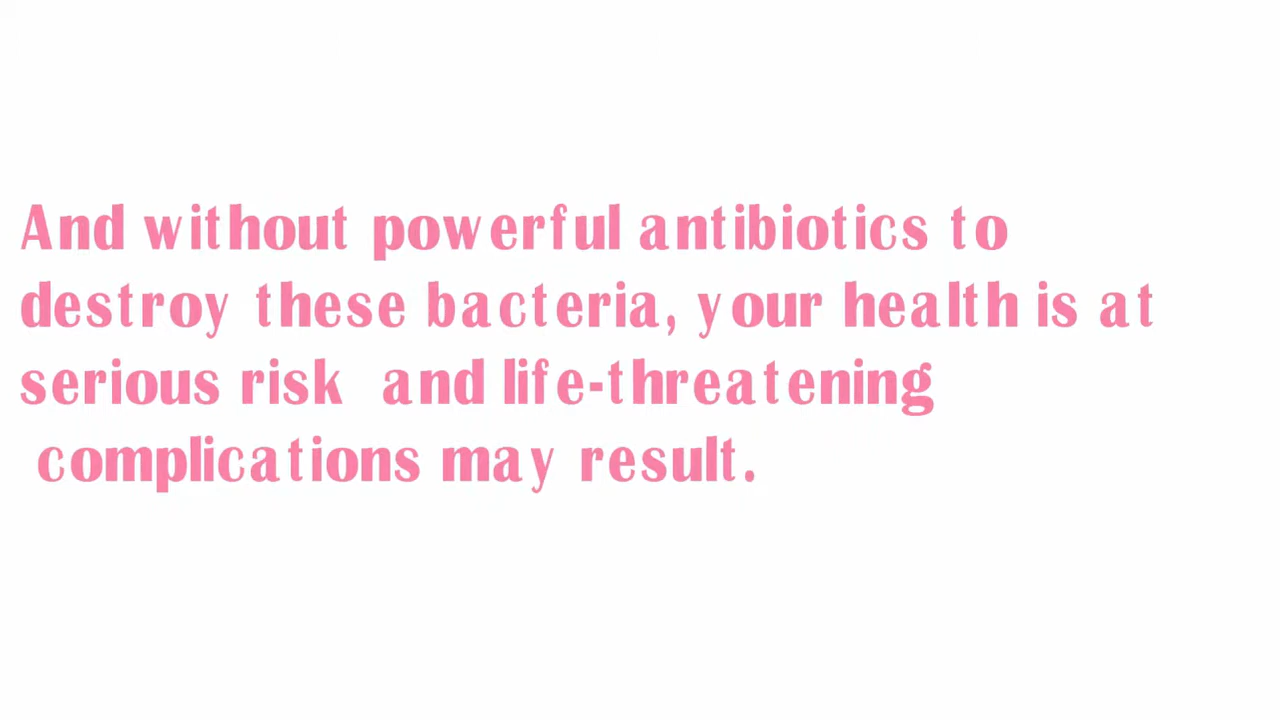 And without powerful antibiotics to
destroy these bacteria, your health is at
serious risk and life-threatening
complications may result.